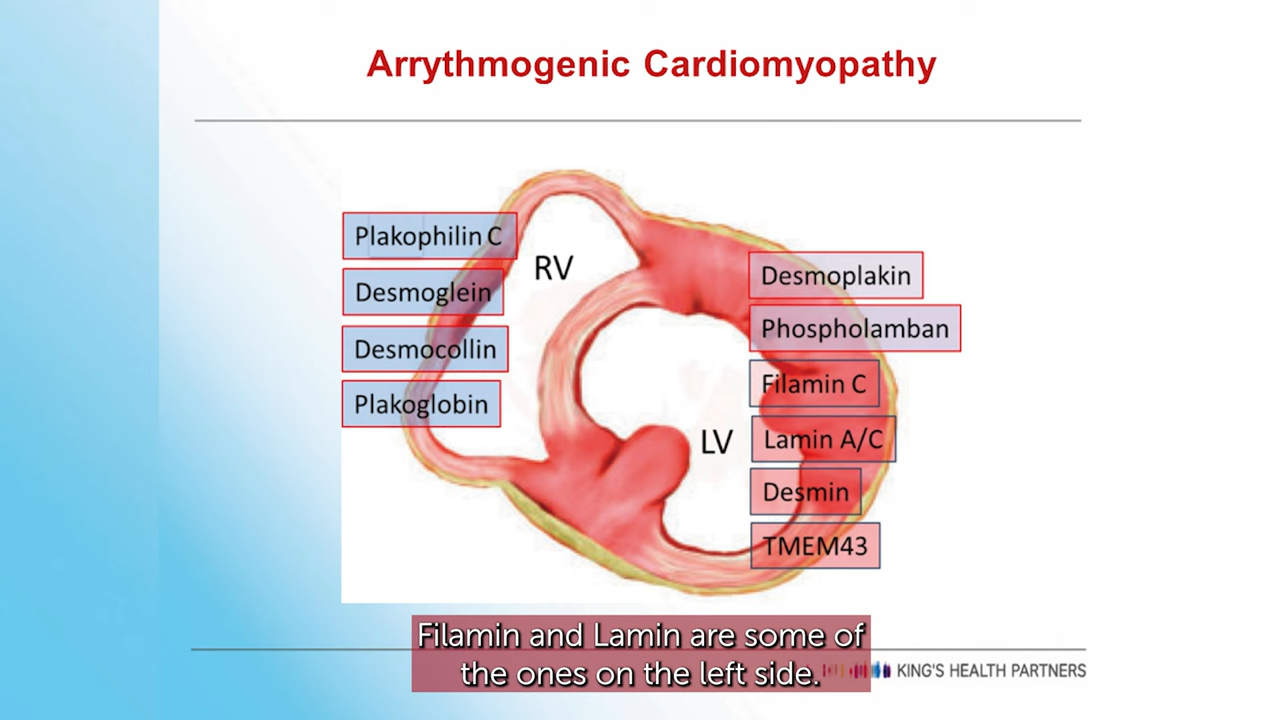 Arrythmogenic Cardiomyopathy
Plakophilin C
Desmoglein
Desmocollin
Plakoglobin
RV
LV
Desmoplakin
Phospholamban
Filamin C
Lamin A/C
Desmin
TMEM43
Filamin and Lamin are some of
the ones on the left side.
KING'S HEALTH PARTNERS